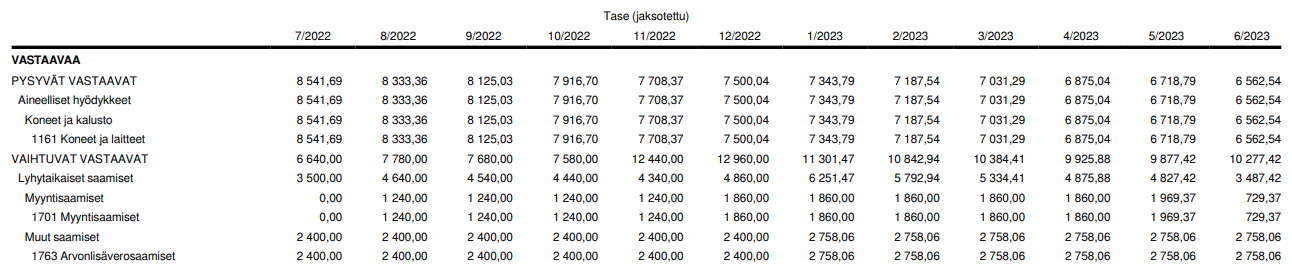 Tase (jaksotettu)
7/2022 8/2022 9/2022 10/2022 11/2022 12/2022 1/2023 2/2023 3/2023 4/2023 5/2023 6/2023
VASTAAVAA
PYSYVÄT VASTAAVAT 8 541,69 8 333,36 8 125,03 7 916,70 7 708,37 7 500,04 7 343,79 7 187,54 7 031,29 6 875,04 6 718,79 6 562,54
Aineelliset hyödykkeet 8 541,69 8 333,36 8 125,03 7 916,70 7 708,37 7 500,04 7 343,79 7 187,54 7 031,29 6 875,04 6 718,79 6 562,54
Koneet ja kalusto 8 541,69 8 333,36 8 125,03 7 916,70 7 708,37 7 500,04 7 343,79 7 187,54 7 031,29 6 875,04 6 718,79 6 562,54
1161 Koneet ja laitteet 8 541,69 8 333,36 8 125,03 7 916,70 7 708,37 7 500,04 7 343,79 7 187,54 7 031,29 6 875,04 6 718,79 6 562,54
VAIHTUVAT VASTAAVAT 6 640,00 7 780,00 7 680,00 7 580,00 12 440,00 12 960,00 11 301,47 10 842,94 10 384,41 9 925,88 9 877,42 10 277,42
Lyhytaikaiset saamiset 3 500,00 4 640,00 4 540,00 4 440,00 4 340,00 4 860,00 6 251,47 5 792,94 5 334,41 4 875,88 4 827,42 3 487,42
Myyntisaamiset 0,00 1 240,00 1 240,00 1 240,00 1 240,00 1 860,00 1 860,00 1 860,00 1 860,00 1 860,00 1 969,37 729,37
1701 Myyntisaamiset 0,00 1 240,00 1 240,00 1 240,00 1 240,00 1 860,00 1 860,00 1 860,00 1 860,00 1 860,00 1 969,37 729,37
Muut saamiset 2 400,00 2 400,00 2 400,00 2 400,00 2 400,00 2 400,00 2 758,06 2 758,06 2 758,06 2 758,06 2 758,06 2 758,06
1763 Arvonlisäverosaamiset 2 400,00 2 400,00 2 400,00 2 400,00 2 400,00 2 400,00 2 758,06 2 758,06 2 758,06 2 758,06 2 758,06 2 758,06